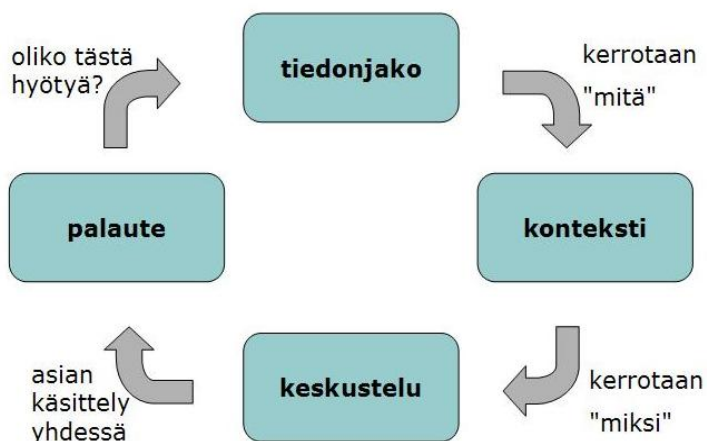 oliko tästä
hyötyä?
tiedonjako
kerrotaan
"mitä"
palaute
konteksti
asian
käsittely
yhdessä
keskustelu
kerrotaan
"miksi"